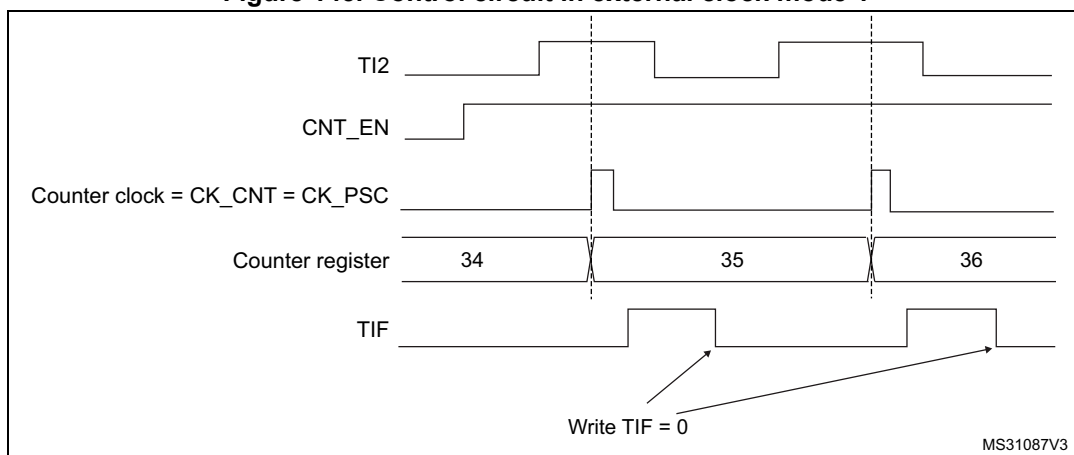 TI2
CNT_EN
Counter clock = CK_CNT = CK_PSC
Counter register 34 35 36
TIF
Write TIF = 0
MS31087V3